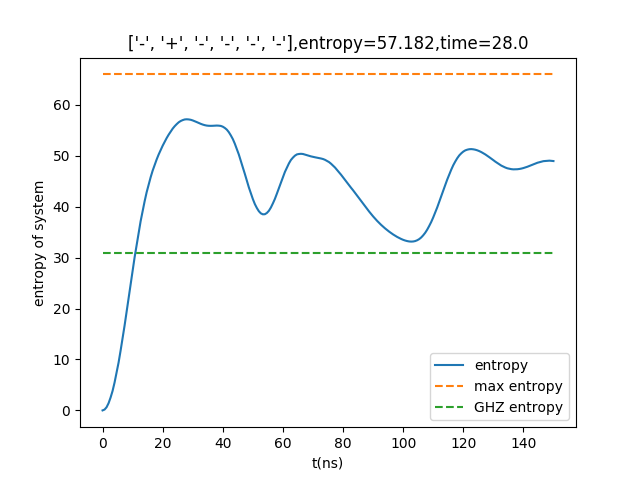 ['-', '+', '-', '-', '-', '-'],entropy=57.182,time=28.0
entropy of system
60
50
40
30
20
10
0
entropy
max entropy
GHZ entropy
0 20 40 60 80 100 120 140
t(ns)